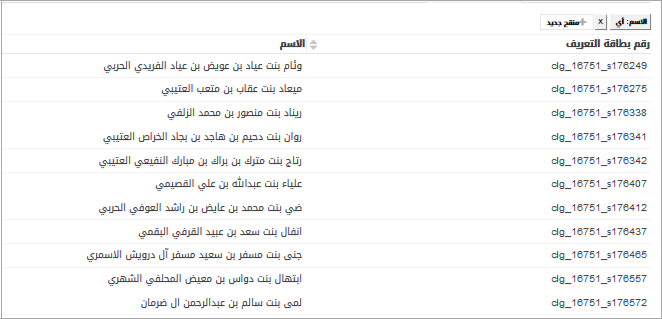 الاسم: أي x منقح جديد
رقم بطاقة التعريف الاسم
clg_16751_s176249 وئام بنت عياد بن عويض بن عياد الفريدي الحربي
clg_16751_s176275 ميعاد بنت عقاب بن متعب العتيبي
clg_16751_s176338 ريناد بنت منصور بن محمد الزلفي
clg_16751_s176341 روان بنت دحيم بن هاجد بن بجاد الخراص العتيبي
clg_16751_s176342 رتاج بنت مترك بن براك بن مبارك النفيعي العتيبي
clg_16751_s176407 علياء بنت عبدالله بن علي القصيمي
clg_16751_s176412 ضي بنت محمد بن عايض بن راشد العوفي الحربي
clg_16751_s176437 انفال بنت سعد بن عبيد القرفي البقمي
clg_16751_s176465 جنى بنت مسفر بن سعيد مسفر آل درويش الاسمري
clg_16751_s176557 ابتهال بنت دواس بن معيض المحلفي الشهري
clg_16751_s176572 لمى بنت سالم بن عبدالرحمن ال ضرمان